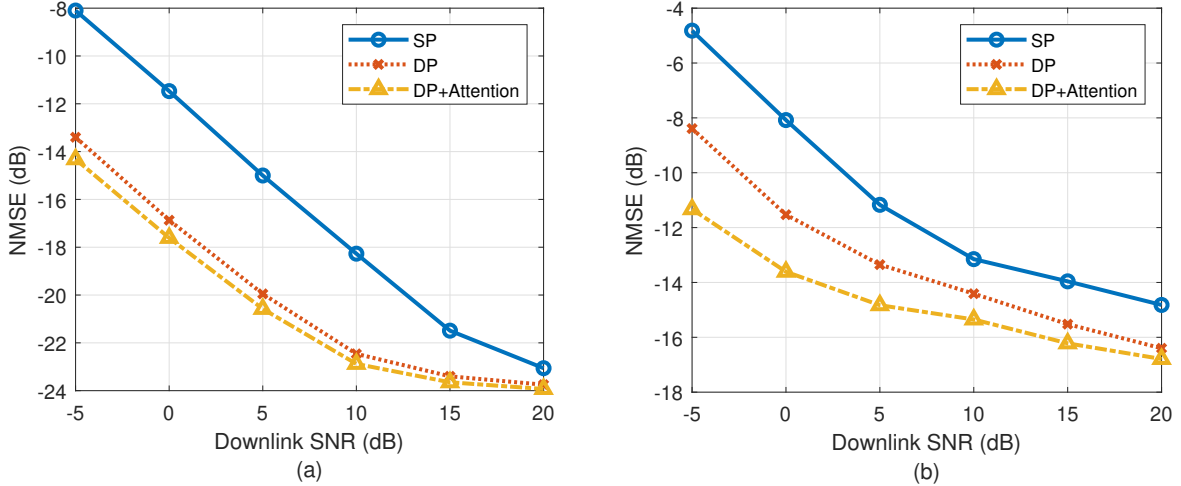 -8
-10
-12
-14
-16
-18
-20
-22
-24
NMSE (dB)
SP
DP
DP+Attention
-5 0 5 10 15 20
Downlink SNR (dB)
(a)
-4
-6
-8
-10
-12
-14
-16
-18
NMSE (dB)
SP
DP
DP+Attention
-5 0 5 10 15 20
Downlink SNR (dB)
(b)